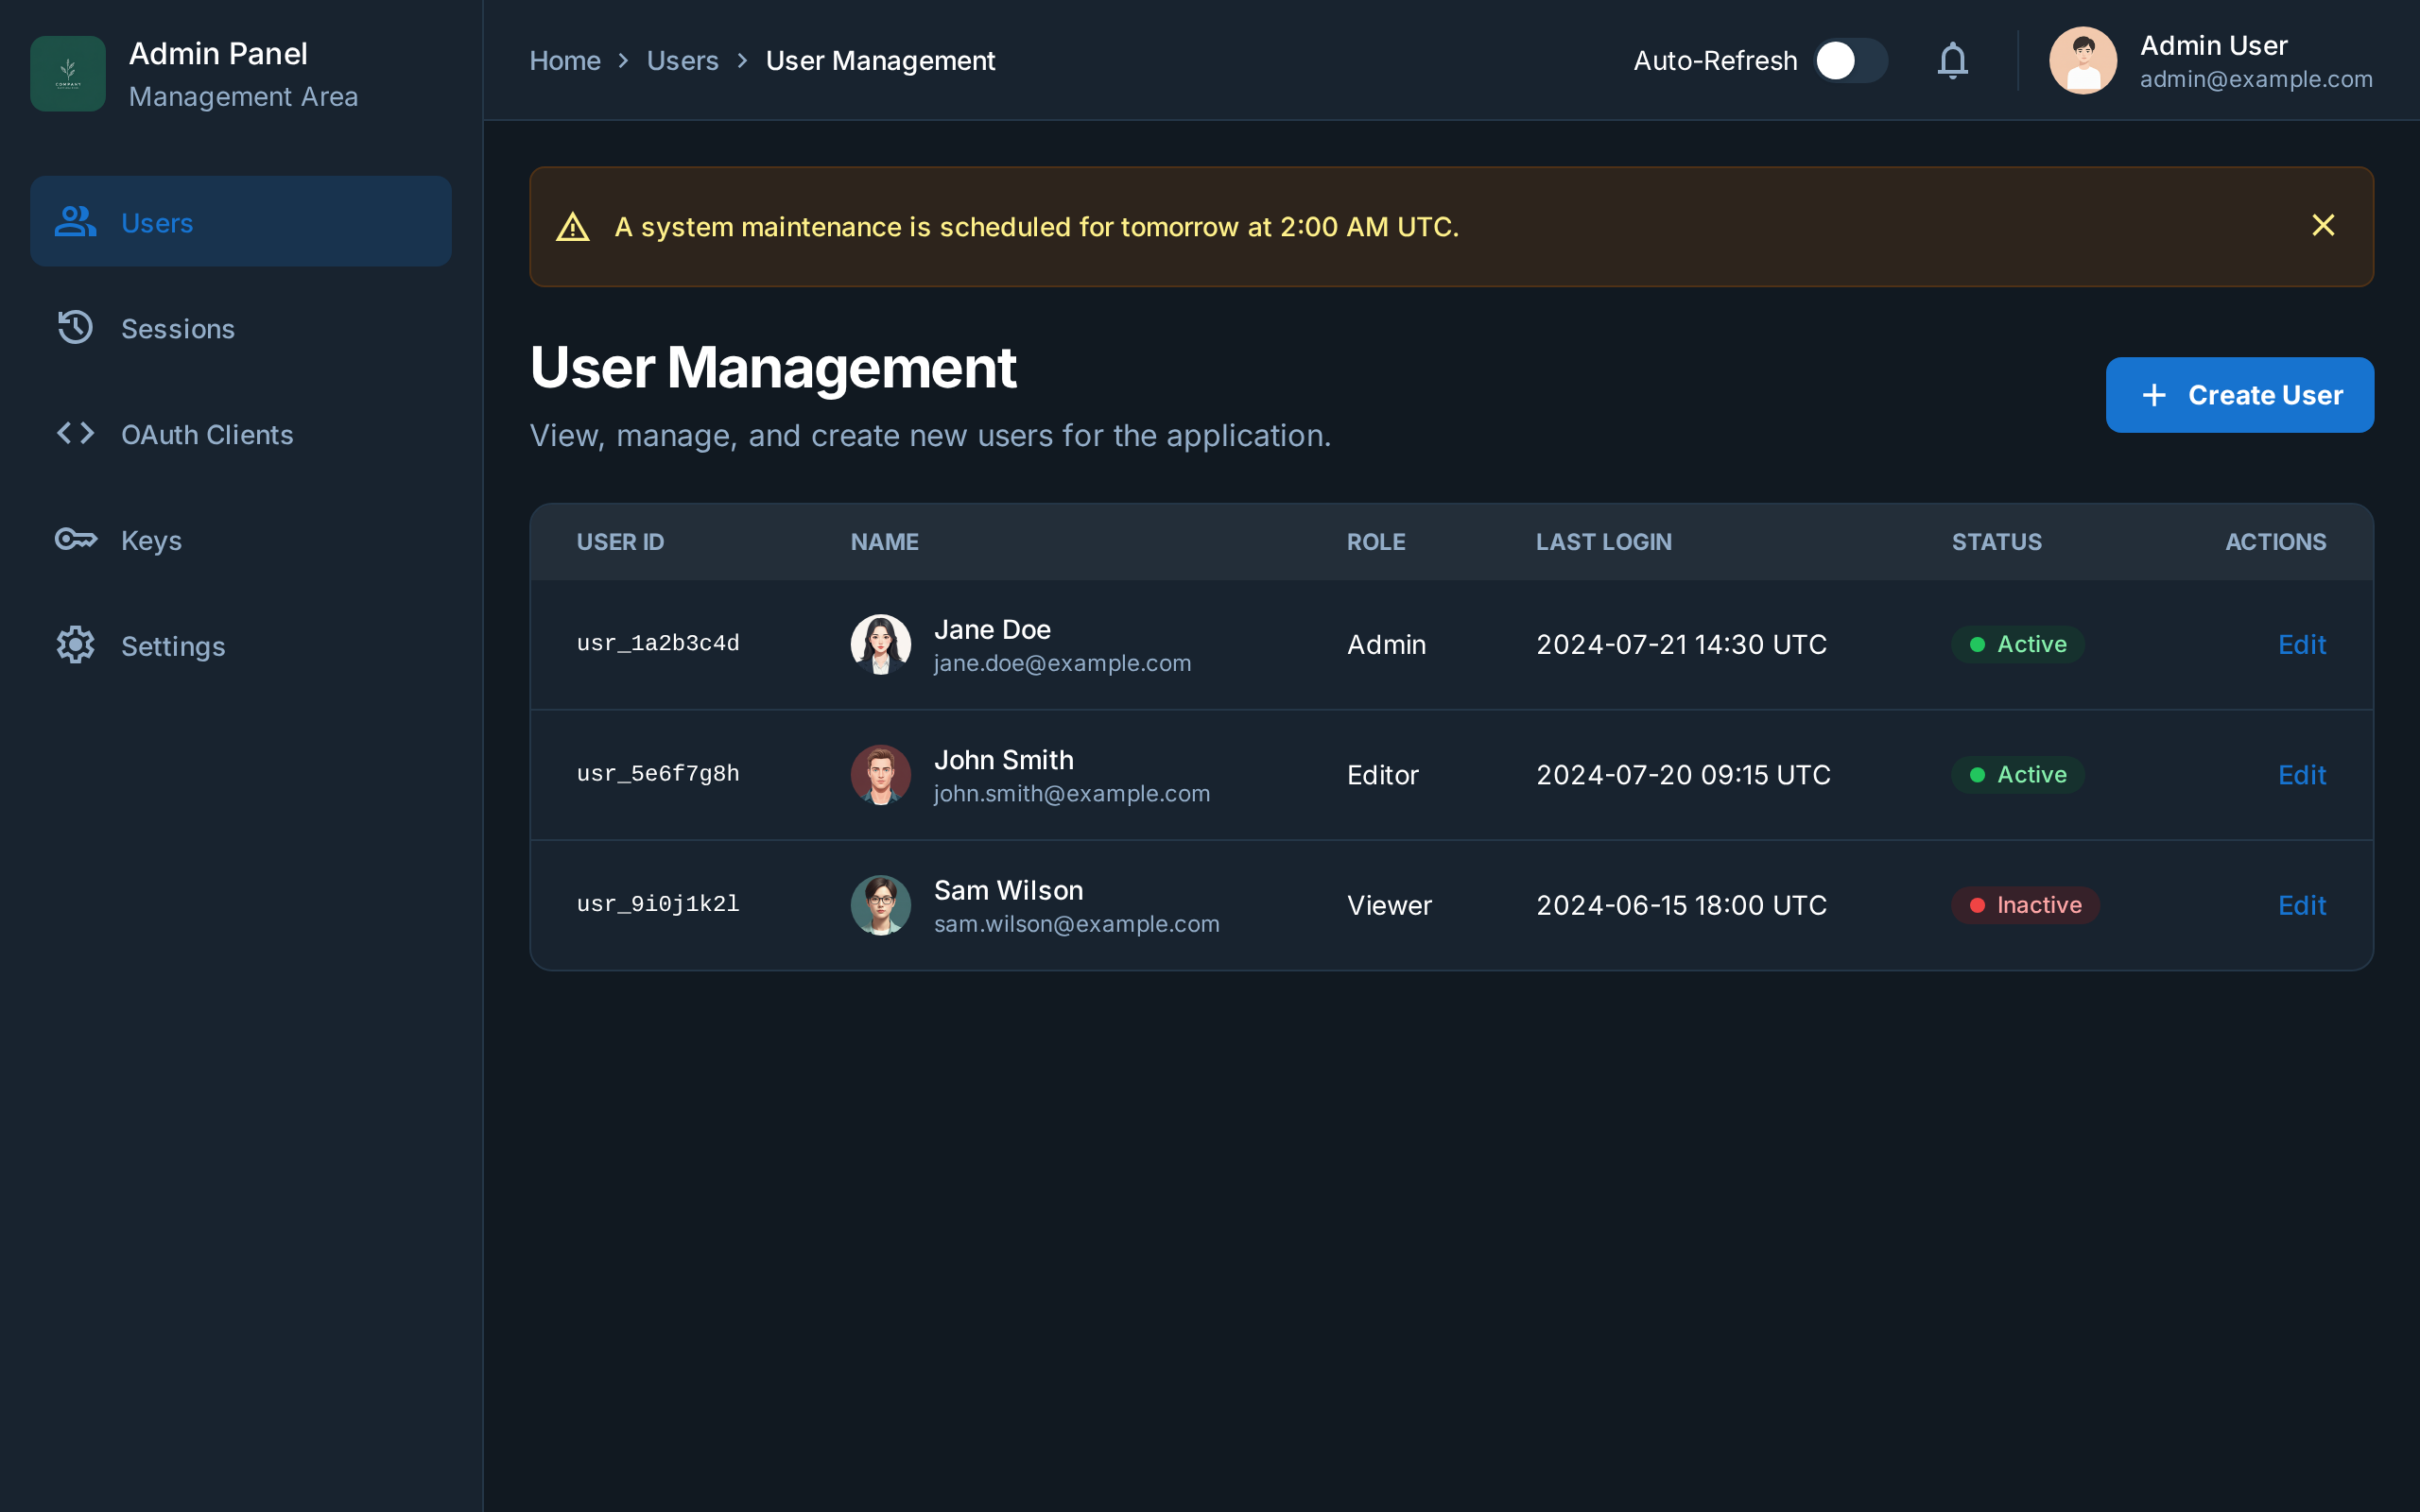 COMPANY
Admin Panel
Management Area
Users
Sessions
OAuth Clients
Keys
Settings
Home > Users > User Management
Auto-Refresh
Admin User
admin@example.com
A system maintenance is scheduled for tomorrow at 2:00 AM UTC.
User Management
View, manage, and create new users for the application.
Create User
USER ID NAME ROLE LAST LOGIN STATUS ACTIONS
usr_1a2b3c4d Jane Doe Admin 2024-07-21 14:30 UTC Active Edit
jane.doe@example.com
usr_5e6f7g8h John Smith Editor 2024-07-20 09:15 UTC Active Edit
john.smith@example.com
usr_9i0j1k2l Sam Wilson Viewer 2024-06-15 18:00 UTC Inactive Edit
sam.wilson@example.com